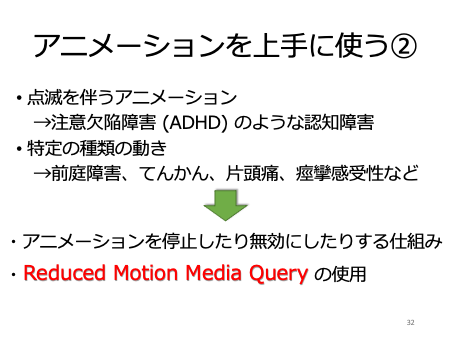 アニメーションを上手に使う②
• 点滅を伴うアニメーション
→注意欠陥障害 (ADHD) のような認知障害
• 特定の種類の動き
→前庭障害、てんかん、片頭痛、痙攣感受性など
・アニメーションを停止したり無効にしたりする仕組み
・Reduced Motion Media Query の使用
32